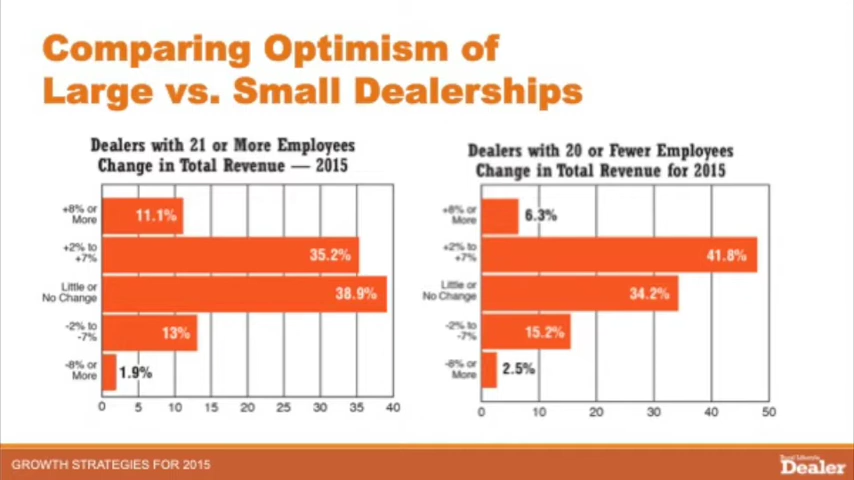 Comparing Optimism of
Large vs. Small Dealerships
Dealers with 21 or More Employees
Change in Total Revenue — 2015
+8% or
More
11.1%
+2% to
+7%
35.2%
Little or
No Change
38.9%
-2% to
-7%
13%
-8% or
More
1.9%
0 5 10 15 20 25 30 35 40
Dealers with 20 or Fewer Employees
Change in Total Revenue for 2015
+8% or
More
6.3%
+2% to
+7%
41.8%
Little or
No Change
34.2%
-2% to
-7%
15.2%
-8% or
More
2.5%
0 10 20 30 40 50
GROWTH STRATEGIES FOR 2015
Rural Lifestyle
Dealer